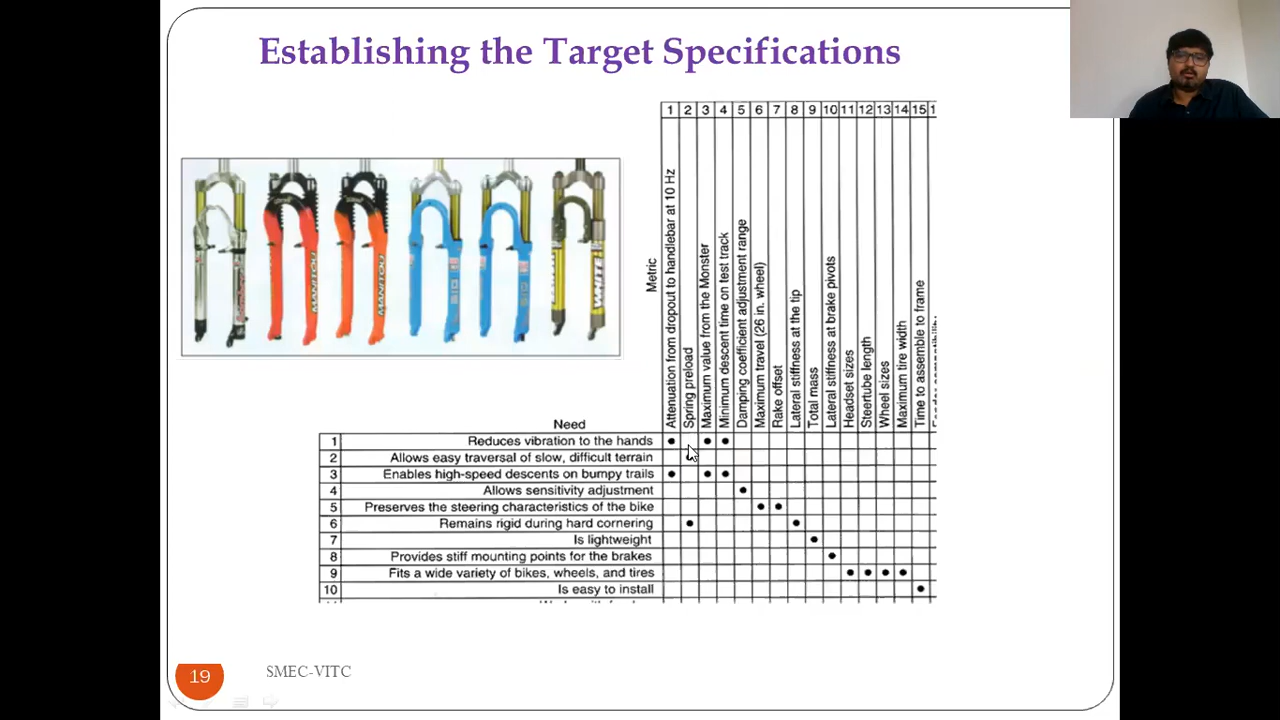 Establishing the Target Specifications
1 2 3 4 5 6 7 8 9 10 11 12 13 14 15 1
Metric
Attenuation from dropout to handlebar at 10 Hz
Spring preload
Maximum value from the Monster
Minimum descent time on test track
Damping coefficient adjustment range
Maximum travel (26 in. wheel)
Rake offset
Lateral stiffness at the tip
Total mass
Lateral stiffness at brake pivots
Headset sizes
Steertube length
Wheel sizes
Maximum tire width
Time to assemble to frame
MANITOU
MANITOU
WHITE
Need
1 Reduces vibration to the hands
2 Allows easy traversal of slow, difficult terrain
3 Enables high-speed descents on bumpy trails
4 Allows sensitivity adjustment
5 Preserves the steering characteristics of the bike
6 Remains rigid during hard cornering
7 Is lightweight
8 Provides stiff mounting points for the brakes
9 Fits a wide variety of bikes, wheels, and tires
10 Is easy to install
19
SMEC-VITC